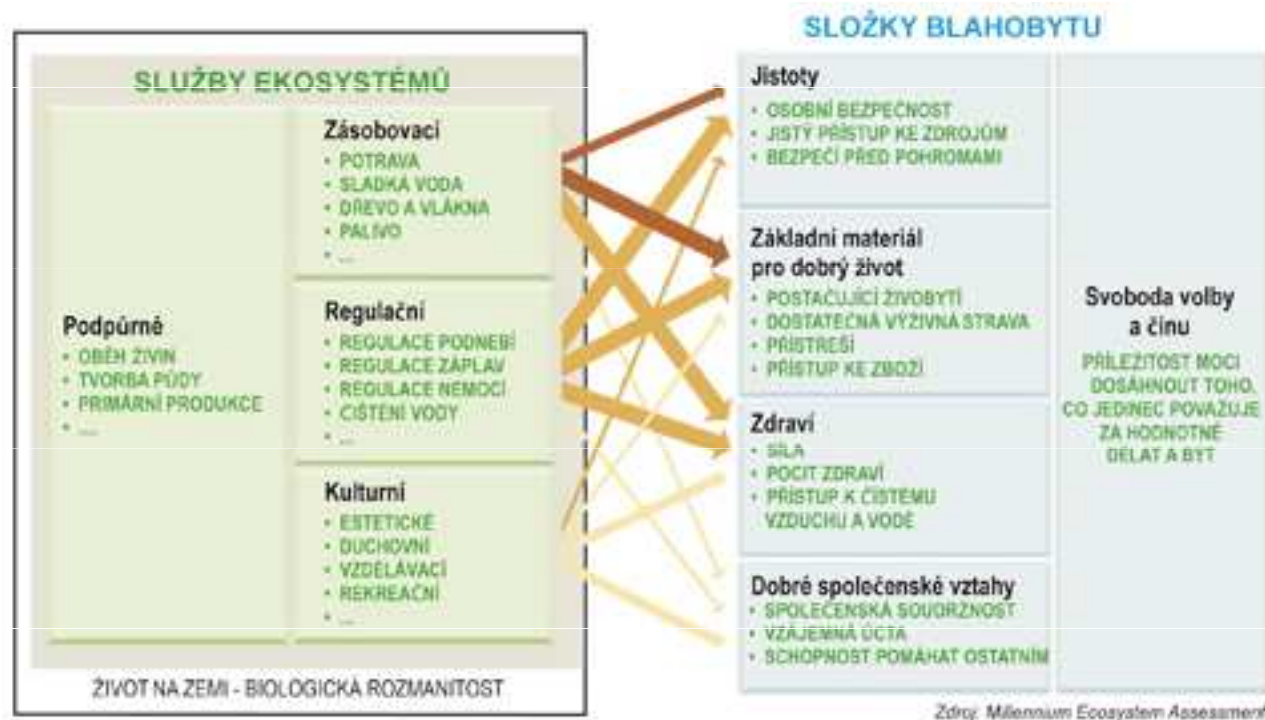 SLUŽBY EKOSYSTÉMŮ
Podpůrné
• OBĚH ŽIVIN
• TVORBA PŮDY
• PRIMÁRNÍ PRODUKCE
• ....
Zásobovací
• POTRAVA
• SLADKÁ VODA
• DŘEVO A VLÁKNA
• PALIVO
• ...
Regulační
• REGULACE PODNEBÍ
• REGULACE ZÁPLAV
• REGULACE NEMOCÍ
• ČIŠTĚNÍ VODY
• ...
Kulturní
• ESTETICKÉ
• DUCHOVNÍ
• VZDĚLÁVACÍ
• REKREAČNÍ
• ...
ŽIVOT NA ZEMI - BIOLOGICKÁ ROZMANITOST
SLOŽKY BLAHOBYTU
Jistoty
• OSOBNÍ BEZPEČNOST
• JISTÝ PŘÍSTUP KE ZDROJŮM
• BEZPEČÍ PŘED POHROMAMI
Základní materiál
pro dobrý život
• POSTAČUJÍCÍ ŽIVOBYTÍ
• DOSTATEČNÁ VÝŽIVNÁ STRAVA
• PŘÍSTŘEŠÍ
• PŘÍSTUP KE ZBOŽÍ
Zdraví
• SÍLA
• POCIT ZDRAVÍ
• PŘÍSTUP K ČISTÉMU
VZDUCHU A VODĚ
Dobré společenské vztahy
• SPOLEČENSKÁ SOUDRŽNOST
• VZÁJEMNÁ ÚCTA
• SCHOPNOST POMÁHAT OSTATNÍM
Svoboda volby
a činu
PŘÍLEŽITOST MOCI
DOSÁHNOUT TOHO,
CO JEDINEC POVAŽUJE
ZA HODNOTNÉ
DĚLAT A BÝT
Zdroj: Millennium Ecosystem Assessment